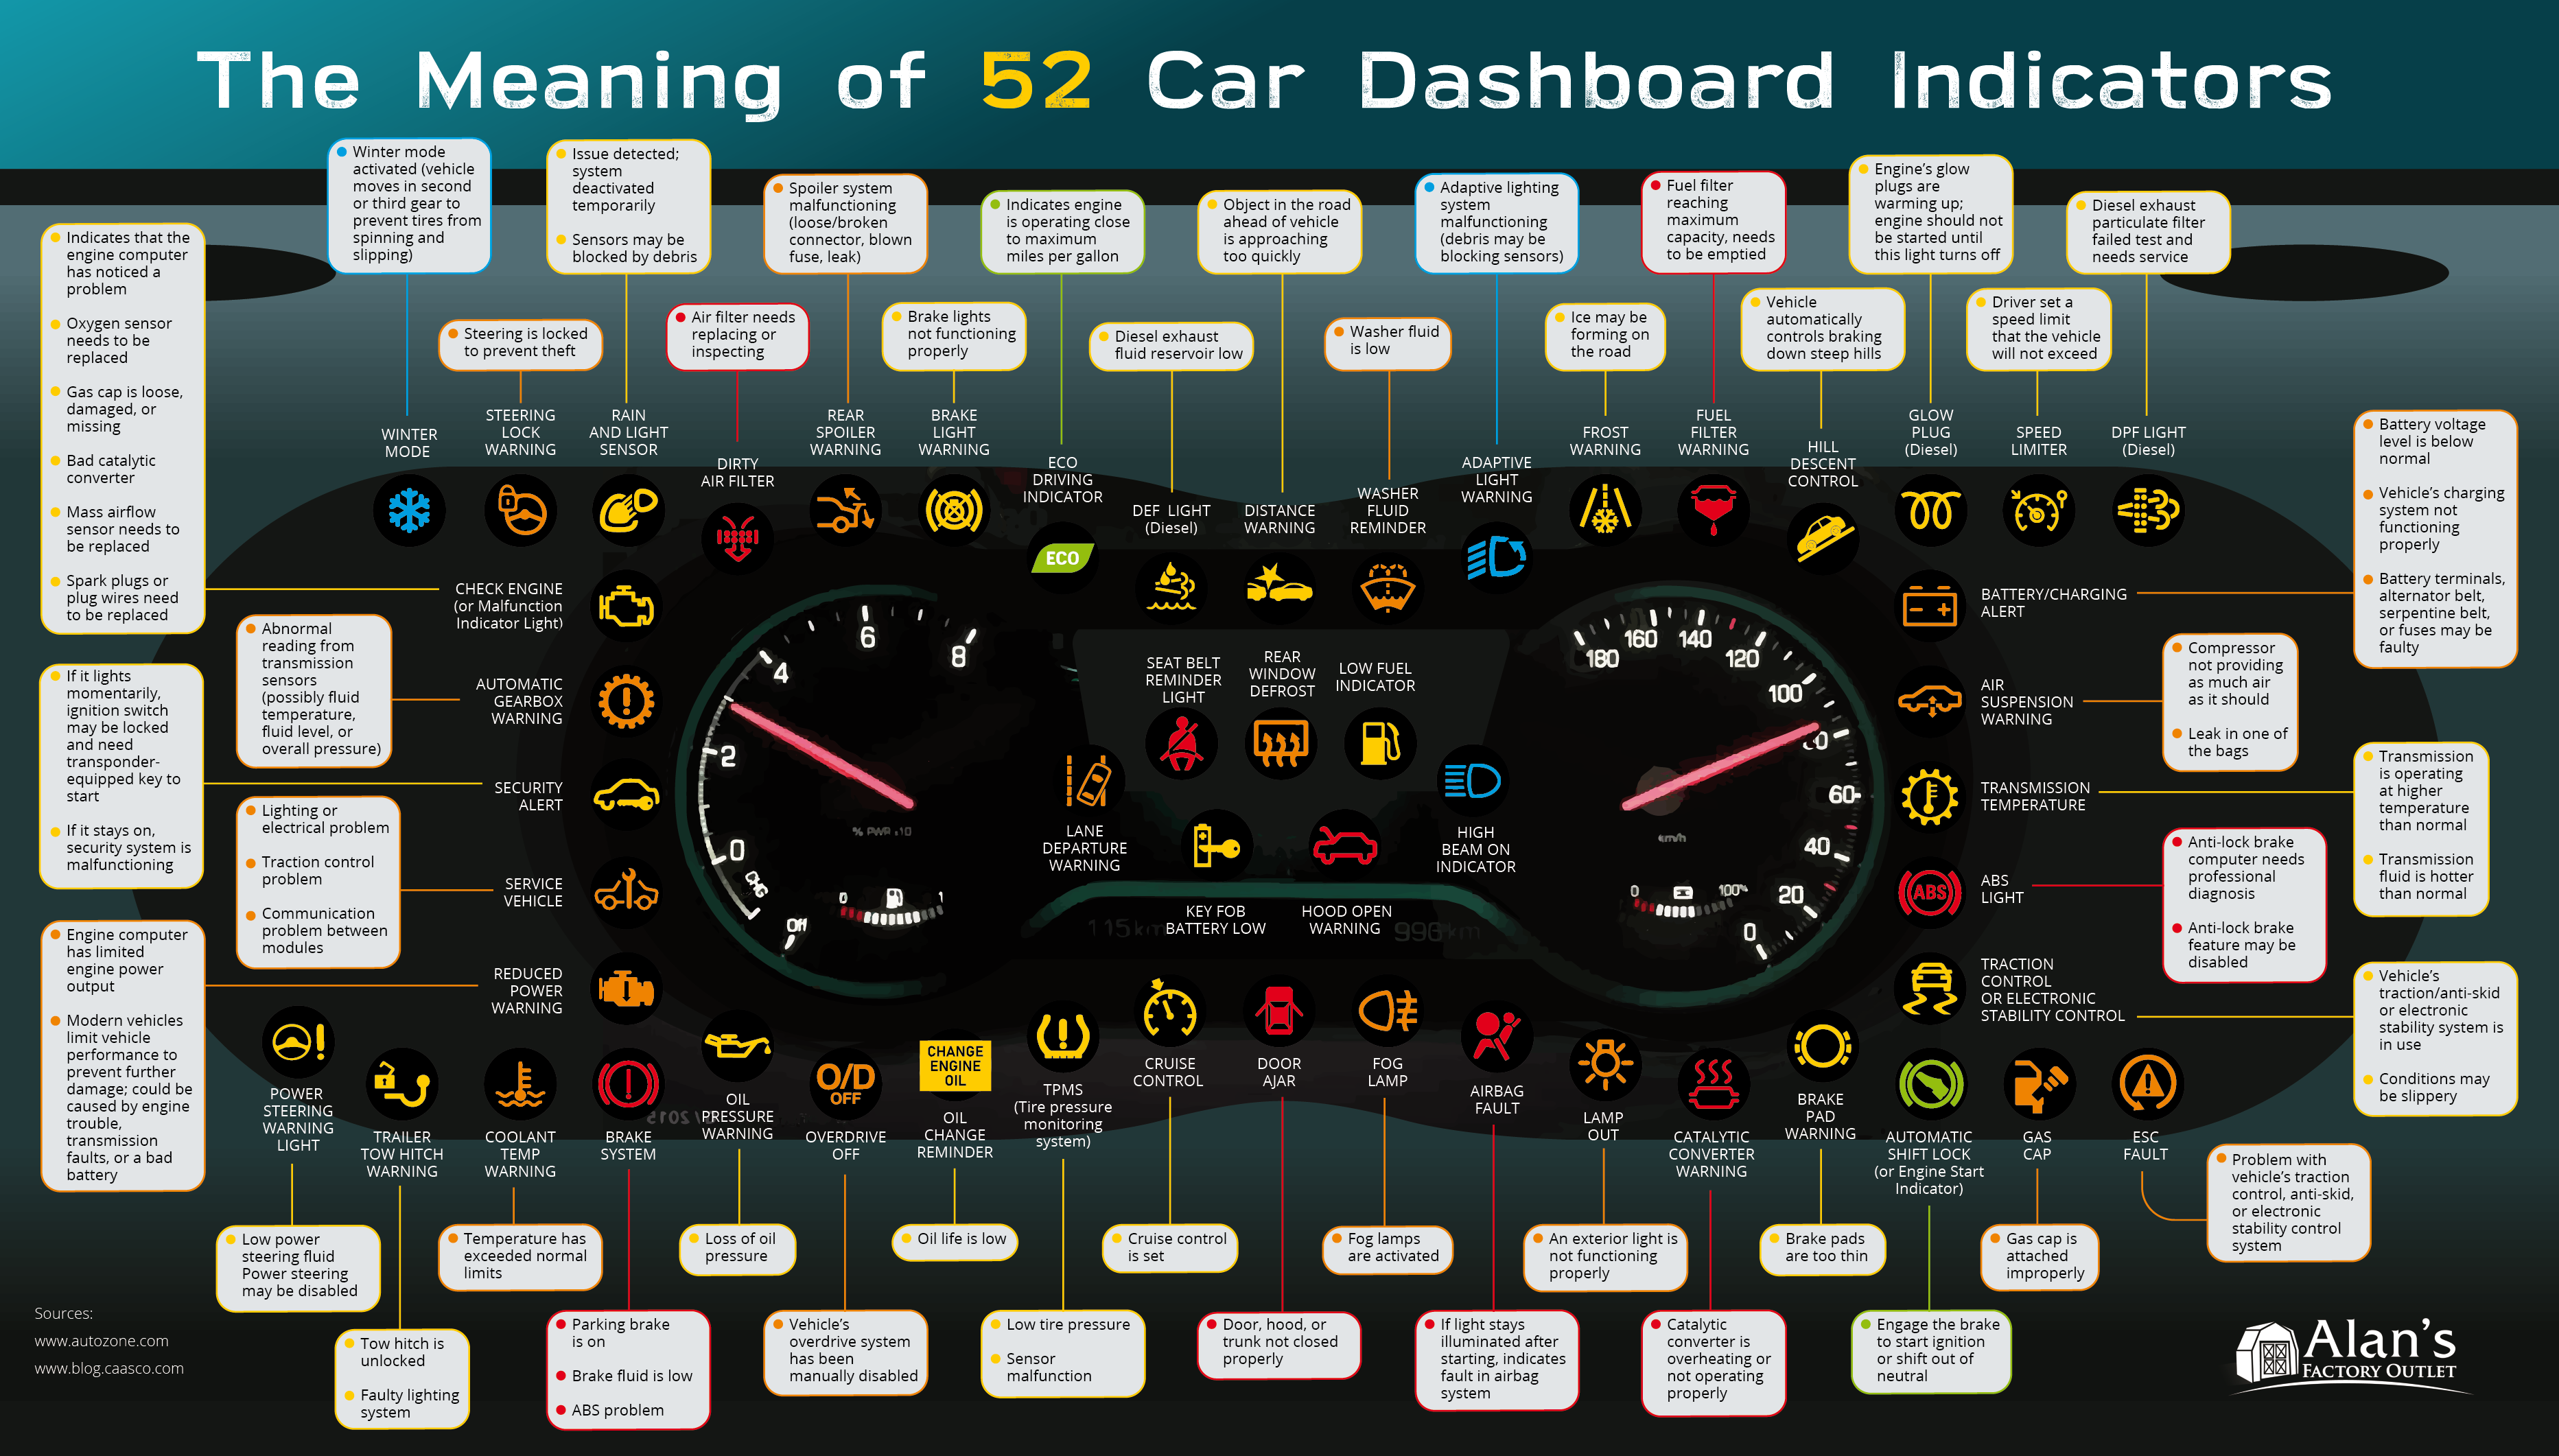 The Meaning of 52 Car Dashboard Indicators
Winter mode
activated (vehicle
moves in second
or third gear to
prevent tires from
spinning and
slipping)
Issue detected;
system
deactivated
temporarily
Sensors may be
blocked by debris
Spoiler system
malfunctioning
(loose/broken
connector, blown
fuse, leak)
Indicates engine
is operating close
to maximum
miles per gallon
Object in the road
ahead of vehicle
is approaching
too quickly
Adaptive lighting
system
malfunctioning
(debris may be
blocking sensors)
Fuel filter
reaching
maximum
capacity, needs
to be emptied
Engine's glow
plugs are
warming up;
engine should not
be started until
this light turns off
Diesel exhaust
particulate filter
failed test and
needs service
Steering is locked
to prevent theft
Air filter needs
replacing or
inspecting
Brake lights
not functioning
properly
Diesel exhaust
fluid reservoir low
Washer fluid
is low
Ice may be
forming on
the road
Vehicle
automatically
controls braking
down steep hills
Driver set a
speed limit
that the vehicle
will not exceed
WINTER
MODE
STEERING
LOCK
WARNING
RAIN
AND LIGHT
SENSOR
DIRTY
AIR FILTER
REAR
SPOILER
WARNING
BRAKE
LIGHT
WARNING
ECO
DRIVING
INDICATOR
ECO
DEF LIGHT
(Diesel)
DISTANCE
WARNING
WASHER
FLUID
REMINDER
ADAPTIVE
LIGHT
WARNING
FROST
WARNING
FUEL
FILTER
WARNING
HILL
DESCENT
CONTROL
GLOW
PLUG
(Diesel)
SPEED
LIMITER
DPF LIGHT
(Diesel)
Indicates that the
engine computer
has noticed a
problem
Oxygen sensor
needs to be
replaced
Gas cap is loose,
damaged, or
missing
Bad catalytic
converter
Mass airflow
sensor needs to
be replaced
Spark plugs or
plug wires need
to be replaced
CHECK ENGINE
(or Malfunction
Indicator Light)
Abnormal
reading from
transmission
sensors
(possibly fluid
temperature,
fluid level, or
overall pressure)
AUTOMATIC
GEARBOX
WARNING
If it lights
momentarily,
ignition switch
may be locked
and need
transponder-
equipped key to
start
If it stays on,
security system is
malfunctioning
SECURITY
ALERT
Lighting or
electrical problem
Traction control
problem
Communication
problem between
modules
SERVICE
VEHICLE
Engine computer
has limited
engine power
output
Modern vehicles
limit vehicle
performance to
prevent further
damage; could be
caused by engine
trouble,
transmission
faults, or a bad
battery
REDUCED
POWER
WARNING
8
6
4
2
0
CHG
Off
% PWR x10
0
1
SEAT BELT
REMINDER
LIGHT
REAR
WINDOW
DEFROST
LOW FUEL
INDICATOR
LANE
DEPARTURE
WARNING
KEY FOB
BATTERY LOW
HOOD OPEN
WARNING
HIGH
BEAM ON
INDICATOR
115km
996km
180
160
140
120
100
80
60
40
20
0
km/h
0
100%
BATTERY/CHARGING
ALERT
Battery voltage
level is below
normal
Vehicle's charging
system not
functioning
properly
Battery terminals,
alternator belt,
serpentine belt,
or fuses may be
faulty
AIR
SUSPENSION
WARNING
Compressor
not providing
as much air
as it should
Leak in one of
the bags
TRANSMISSION
TEMPERATURE
Transmission
is operating
at higher
temperature
than normal
Transmission
fluid is hotter
than normal
ABS
ABS
LIGHT
Anti-lock brake
computer needs
professional
diagnosis
Anti-lock brake
feature may be
disabled
TRACTION
CONTROL
OR ELECTRONIC
STABILITY CONTROL
Vehicle's
traction/anti-skid
or electronic
stability system is
in use
Conditions may
be slippery
POWER
STEERING
WARNING
LIGHT
TRAILER
TOW HITCH
WARNING
COOLANT
TEMP
WARNING
BRAKE
SYSTEM
OIL
PRESSURE
WARNING
O/D
OFF
OVERDRIVE
OFF
CHANGE
ENGINE
OIL
OIL
CHANGE
REMINDER
TPMS
(Tire pressure
monitoring
system)
CRUISE
CONTROL
DOOR
AJAR
FOG
LAMP
AIRBAG
FAULT
LAMP
OUT
CATALYTIC
CONVERTER
WARNING
BRAKE
PAD
WARNING
AUTOMATIC
SHIFT LOCK
(or Engine Start
Indicator)
GAS
CAP
ESC
FAULT
Low power
steering fluid
Power steering
may be disabled
Temperature has
exceeded normal
limits
Loss of oil
pressure
Oil life is low
Cruise control
is set
Fog lamps
are activated
An exterior light is
not functioning
properly
Brake pads
are too thin
Gas cap is
attached
improperly
Problem with
vehicle's traction
control, anti-skid,
or electronic
stability control
system
Tow hitch is
unlocked
Faulty lighting
system
Parking brake
is on
Brake fluid is low
ABS problem
Vehicle's
overdrive system
has been
manually disabled
Low tire pressure
Sensor
malfunction
Door, hood, or
trunk not closed
properly
If light stays
illuminated after
starting, indicates
fault in airbag
system
Catalytic
converter is
overheating or
not operating
properly
Engage the brake
to start ignition
or shift out of
neutral
Sources:
www.autozone.com
www.blog.caasco.com
Alan's
FACTORY OUTLET